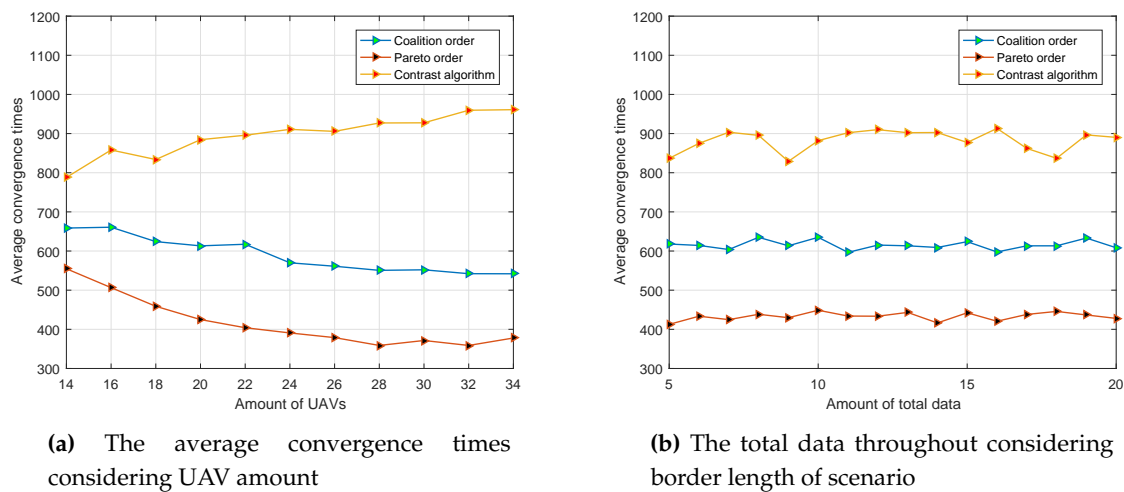 1200
1100
1000
900
800
700
600
500
400
300
Average convergence times
14 16 18 20 22 24 26 28 30 32 34
Amount of UAVs
Coalition order
Pareto order
Contrast algorithm
(a) The average convergence times
considering UAV amount
1200
1100
1000
900
800
700
600
500
400
300
Average convergence times
5 10 15 20
Amount of total data
Coalition order
Pareto order
Contrast algorithm
(b) The total data throughout considering
border length of scenario